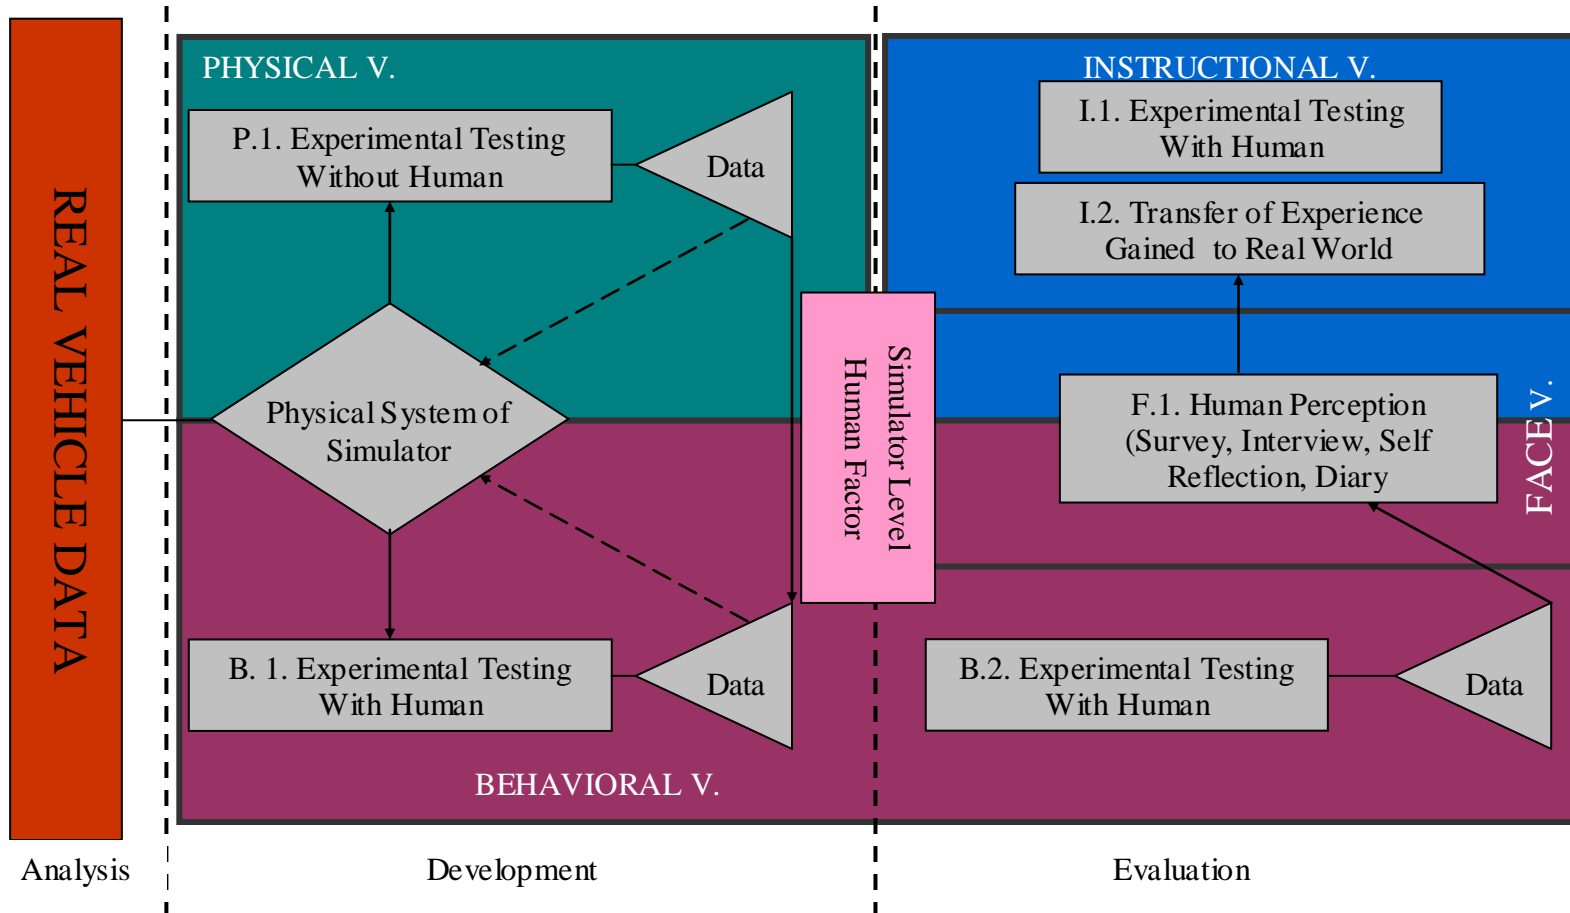 REAL VEHICLE DATA
PHYSICAL V.
P.1. Experimental Testing
Without Human
Data
Physical System of
Simulator
B. 1. Experimental Testing
With Human
Data
BEHAVIORAL V.
Simulator Level
Human Factor
INSTRUCTIONAL V.
I.1. Experimental Testing
With Human
I.2. Transfer of Experience
Gained to Real World
F.1. Human Perception
(Survey, Interview, Self
Reflection, Diary
FACE V.
B.2. Experimental Testing
With Human
Data
Analysis
Development
Evaluation